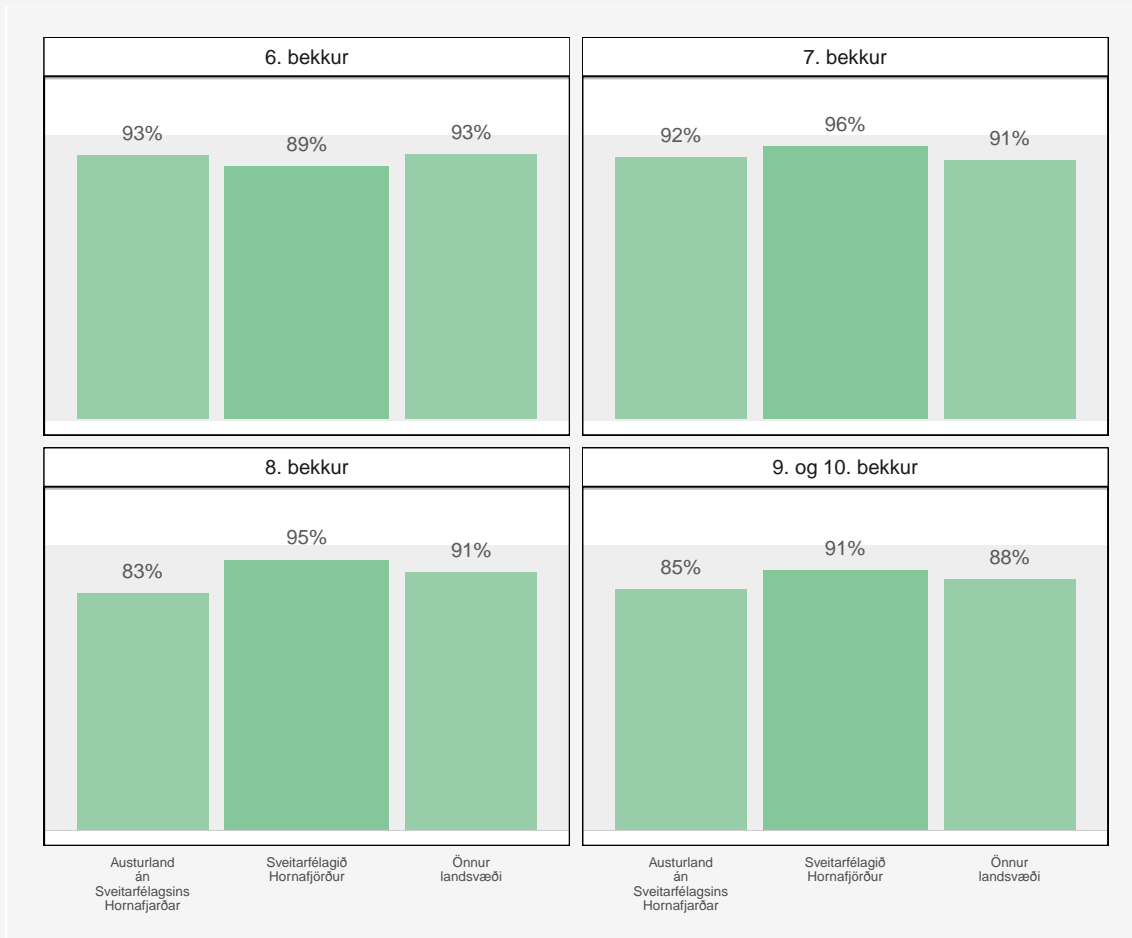 6. bekkur
93%
89%
93%
7. bekkur
92%
96%
91%
8. bekkur
83%
95%
91%
9. og 10. bekkur
85%
91%
88%
Austurland
án
Sveitarfélagsins
Hornafjarðar
Sveitarfélagið
Hornafjörður
Önnur
landsvæði
Austurland
án
Sveitarfélagsins
Hornafjarðar
Sveitarfélagið
Hornafjörður
Önnur
landsvæði